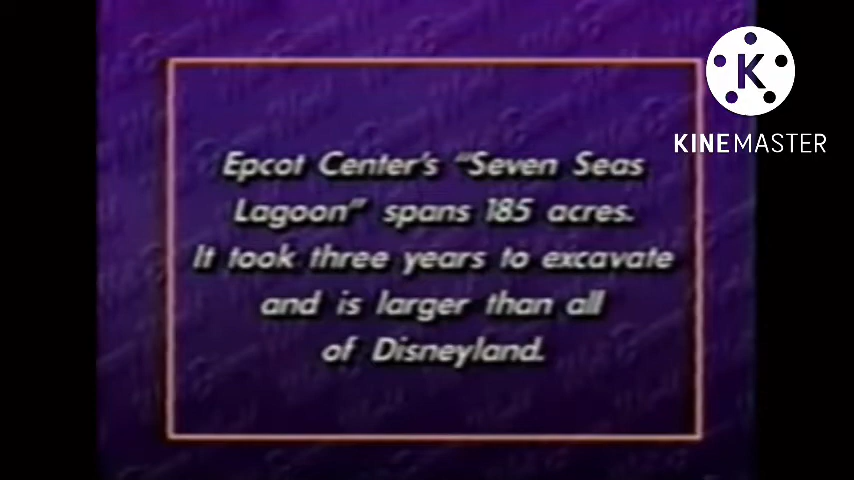 Epcot Center's "Seven Seas
Lagoon" spans 185 acres.
It took three years to excavate
and is larger than all
of Disneyland.
K
KINEMASTER